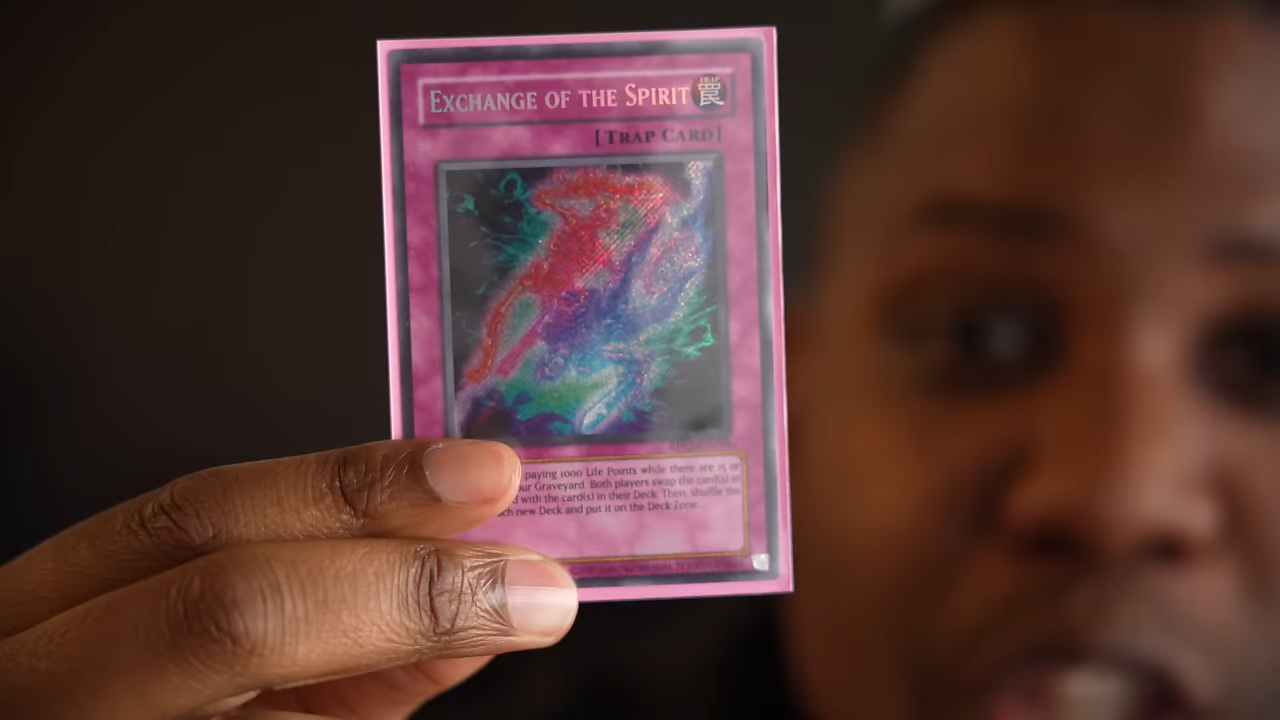 EXCHANGE OF THE SPIRIT
TRAP
罠
[TRAP CARD]
paying 1000 Life Points while there are 15 or
our Graveyard. Both players swap the card(s) in
d with the card(s) in their Deck. Then, shuffle the
ch new Deck and put it on the Deck Zone.